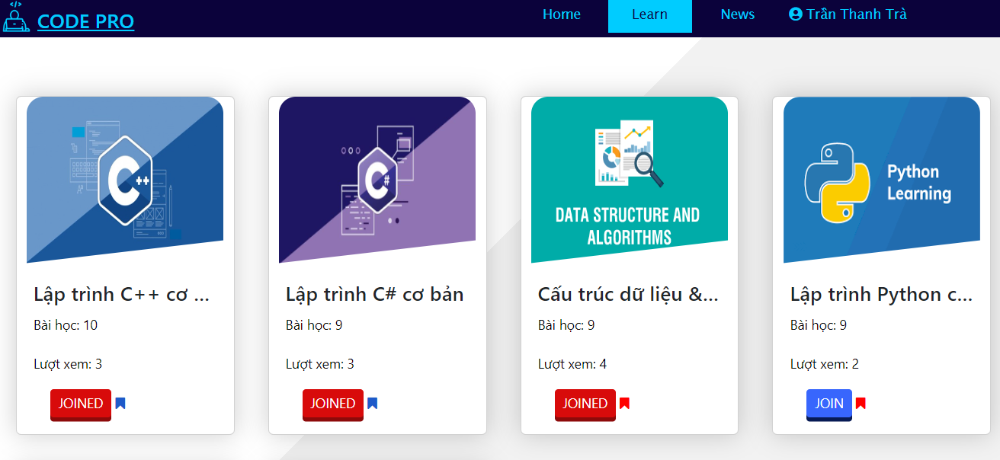 CODE PRO
Home
Learn
News
Trần Thanh Trà
C++
C#
DATA STRUCTURE AND
ALGORITHMS
Python
Learning
Lập trình C++ cơ ...
Lập trình C# cơ bản
Cấu trúc dữ liệu &...
Lập trình Python c...
Bài học: 10
Bài học: 9
Bài học: 9
Bài học: 9
Lượt xem: 3
Lượt xem: 3
Lượt xem: 4
Lượt xem: 2
JOINED
JOINED
JOINED
JOIN